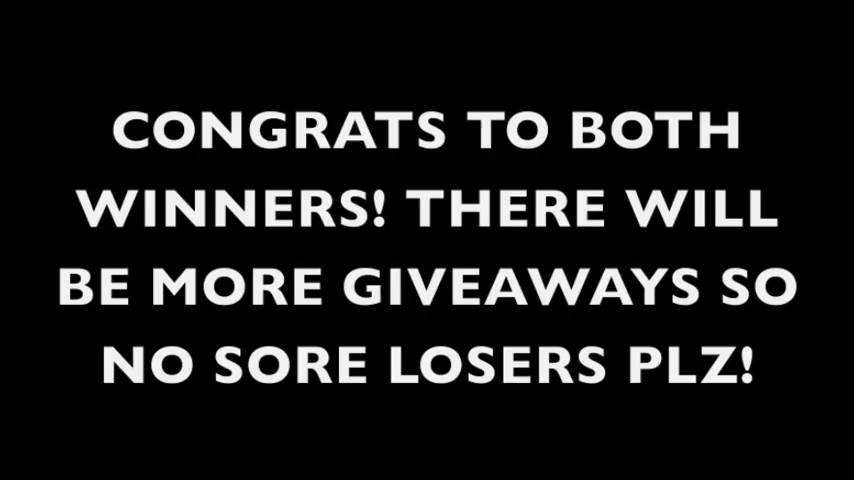 CONGRATS TO BOTH
WINNERS! THERE WILL
BE MORE GIVEAWAYS SO
NO SORE LOSERS PLZ!